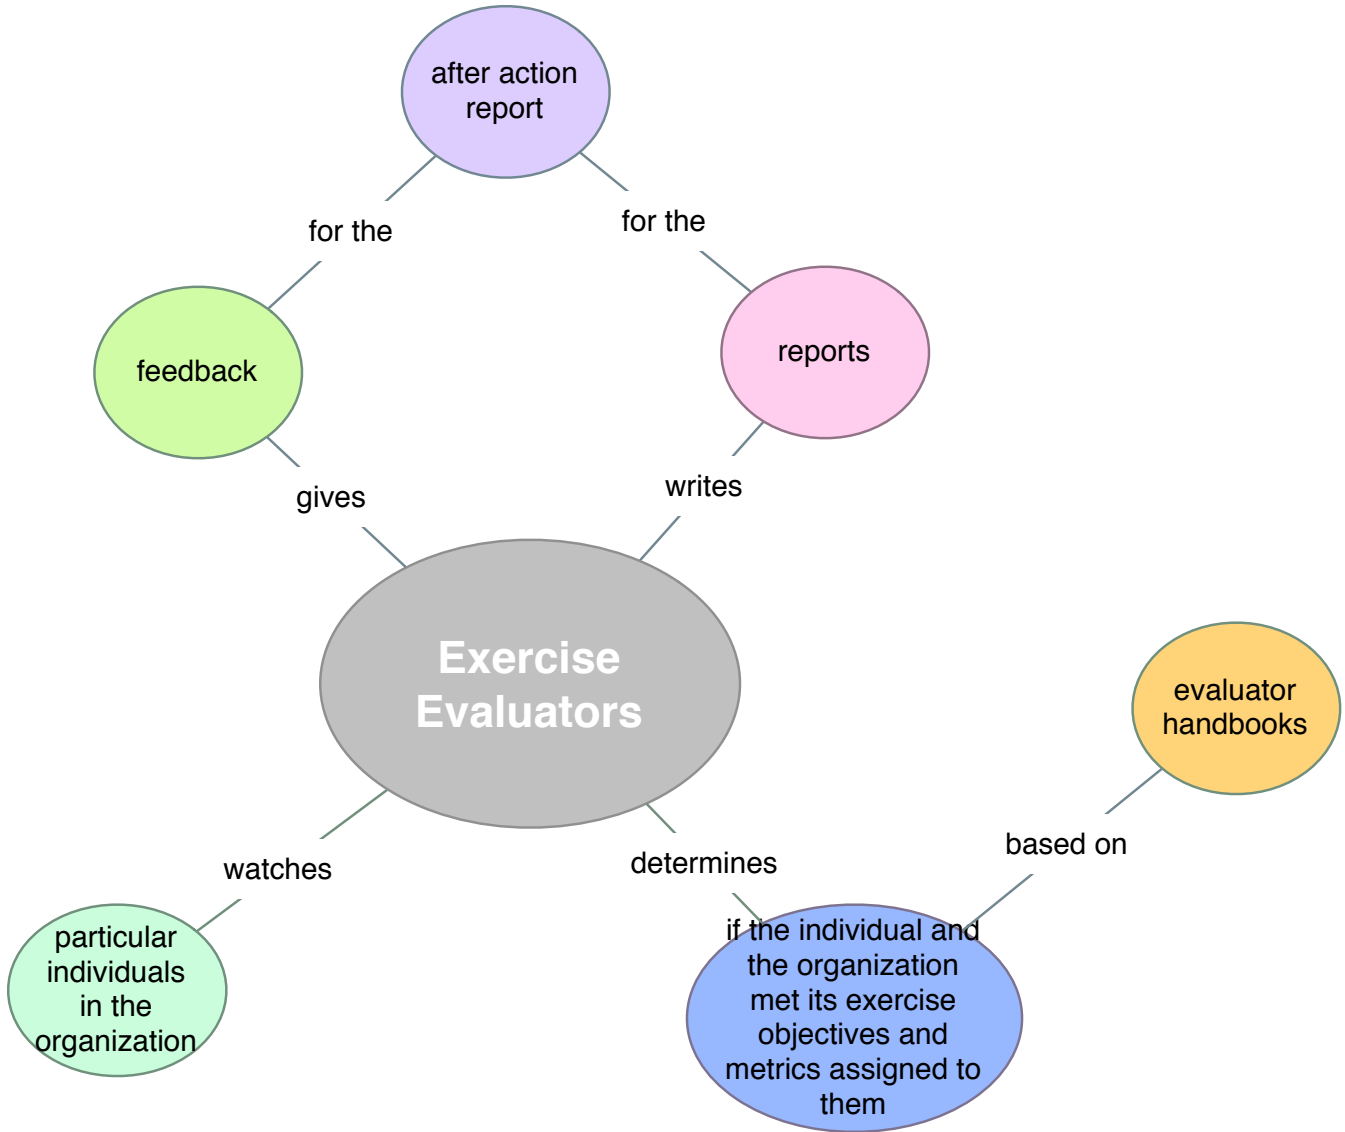 after action
report
for the
for the
feedback
reports
gives
writes
Exercise
Evaluators
evaluator
handbooks
watches
determines
based on
particular
individuals
in the
organization
if the individual and
the organization
met its exercise
objectives and
metrics assigned to
them